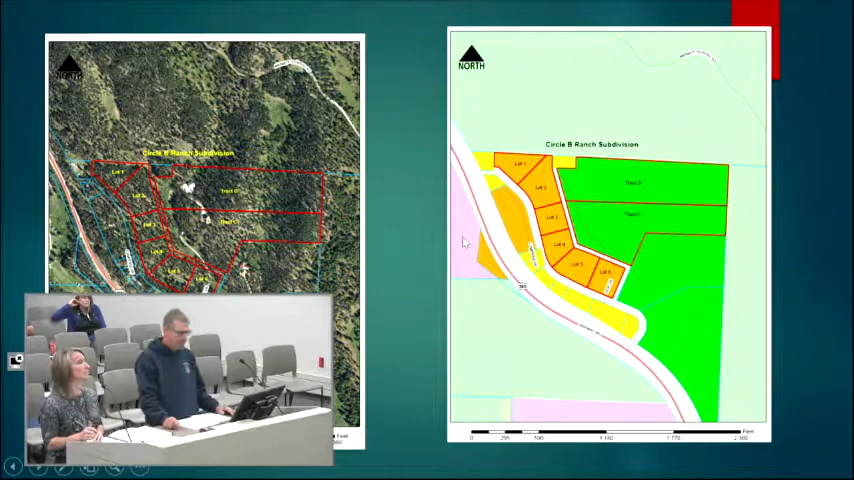 NORTH
Circle B Ranch Subdivision
Lot 1
Lot 2
Lot 3
Lot 4
Lot 5
Lot 6
Tract D
Feet
NORTH
Circle B Ranch Subdivision
Lot 1
Lot 2
Lot 3
Lot 4
Lot 5
Lot 6
Tract D
385
0 295 590 1,180 1,770 2,360
Feet